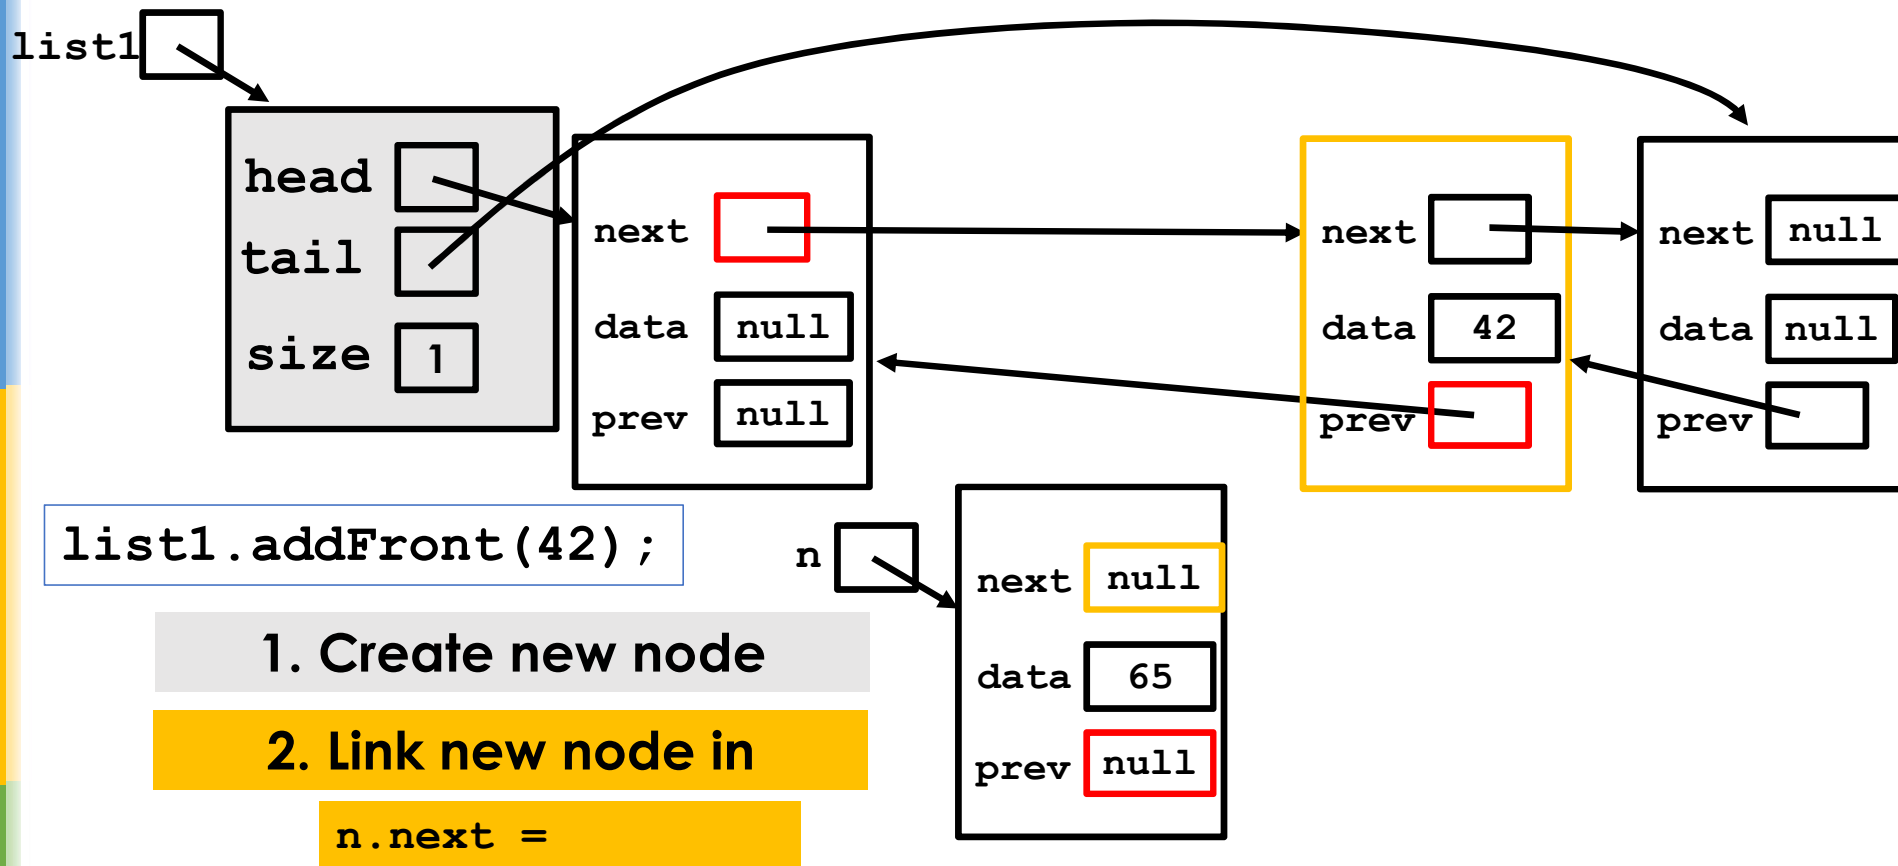 list1
head
tail
size 1
next
data null
prev null
next
data 42
prev
next null
data null
prev
list1.addFront(42);
n
next null
data 65
prev null
1. Create new node
2. Link new node in
n.next =